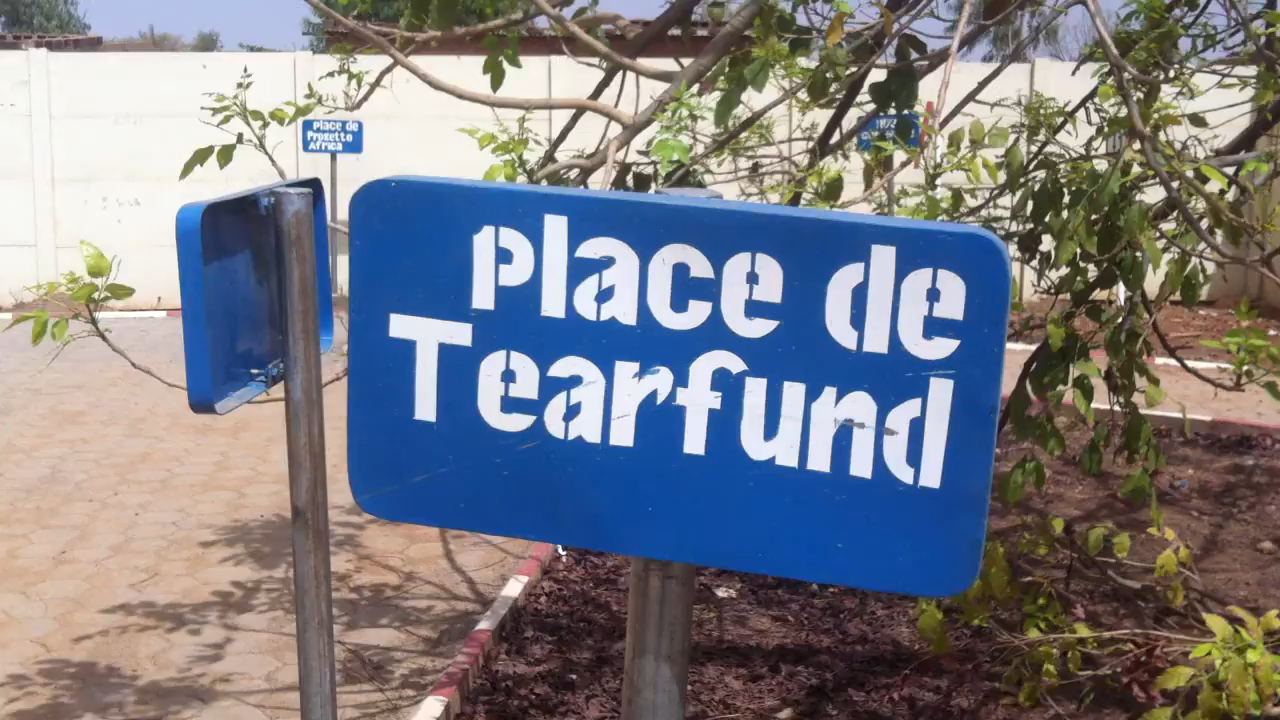 place de
Tearfund
place de
Progetto
Africa